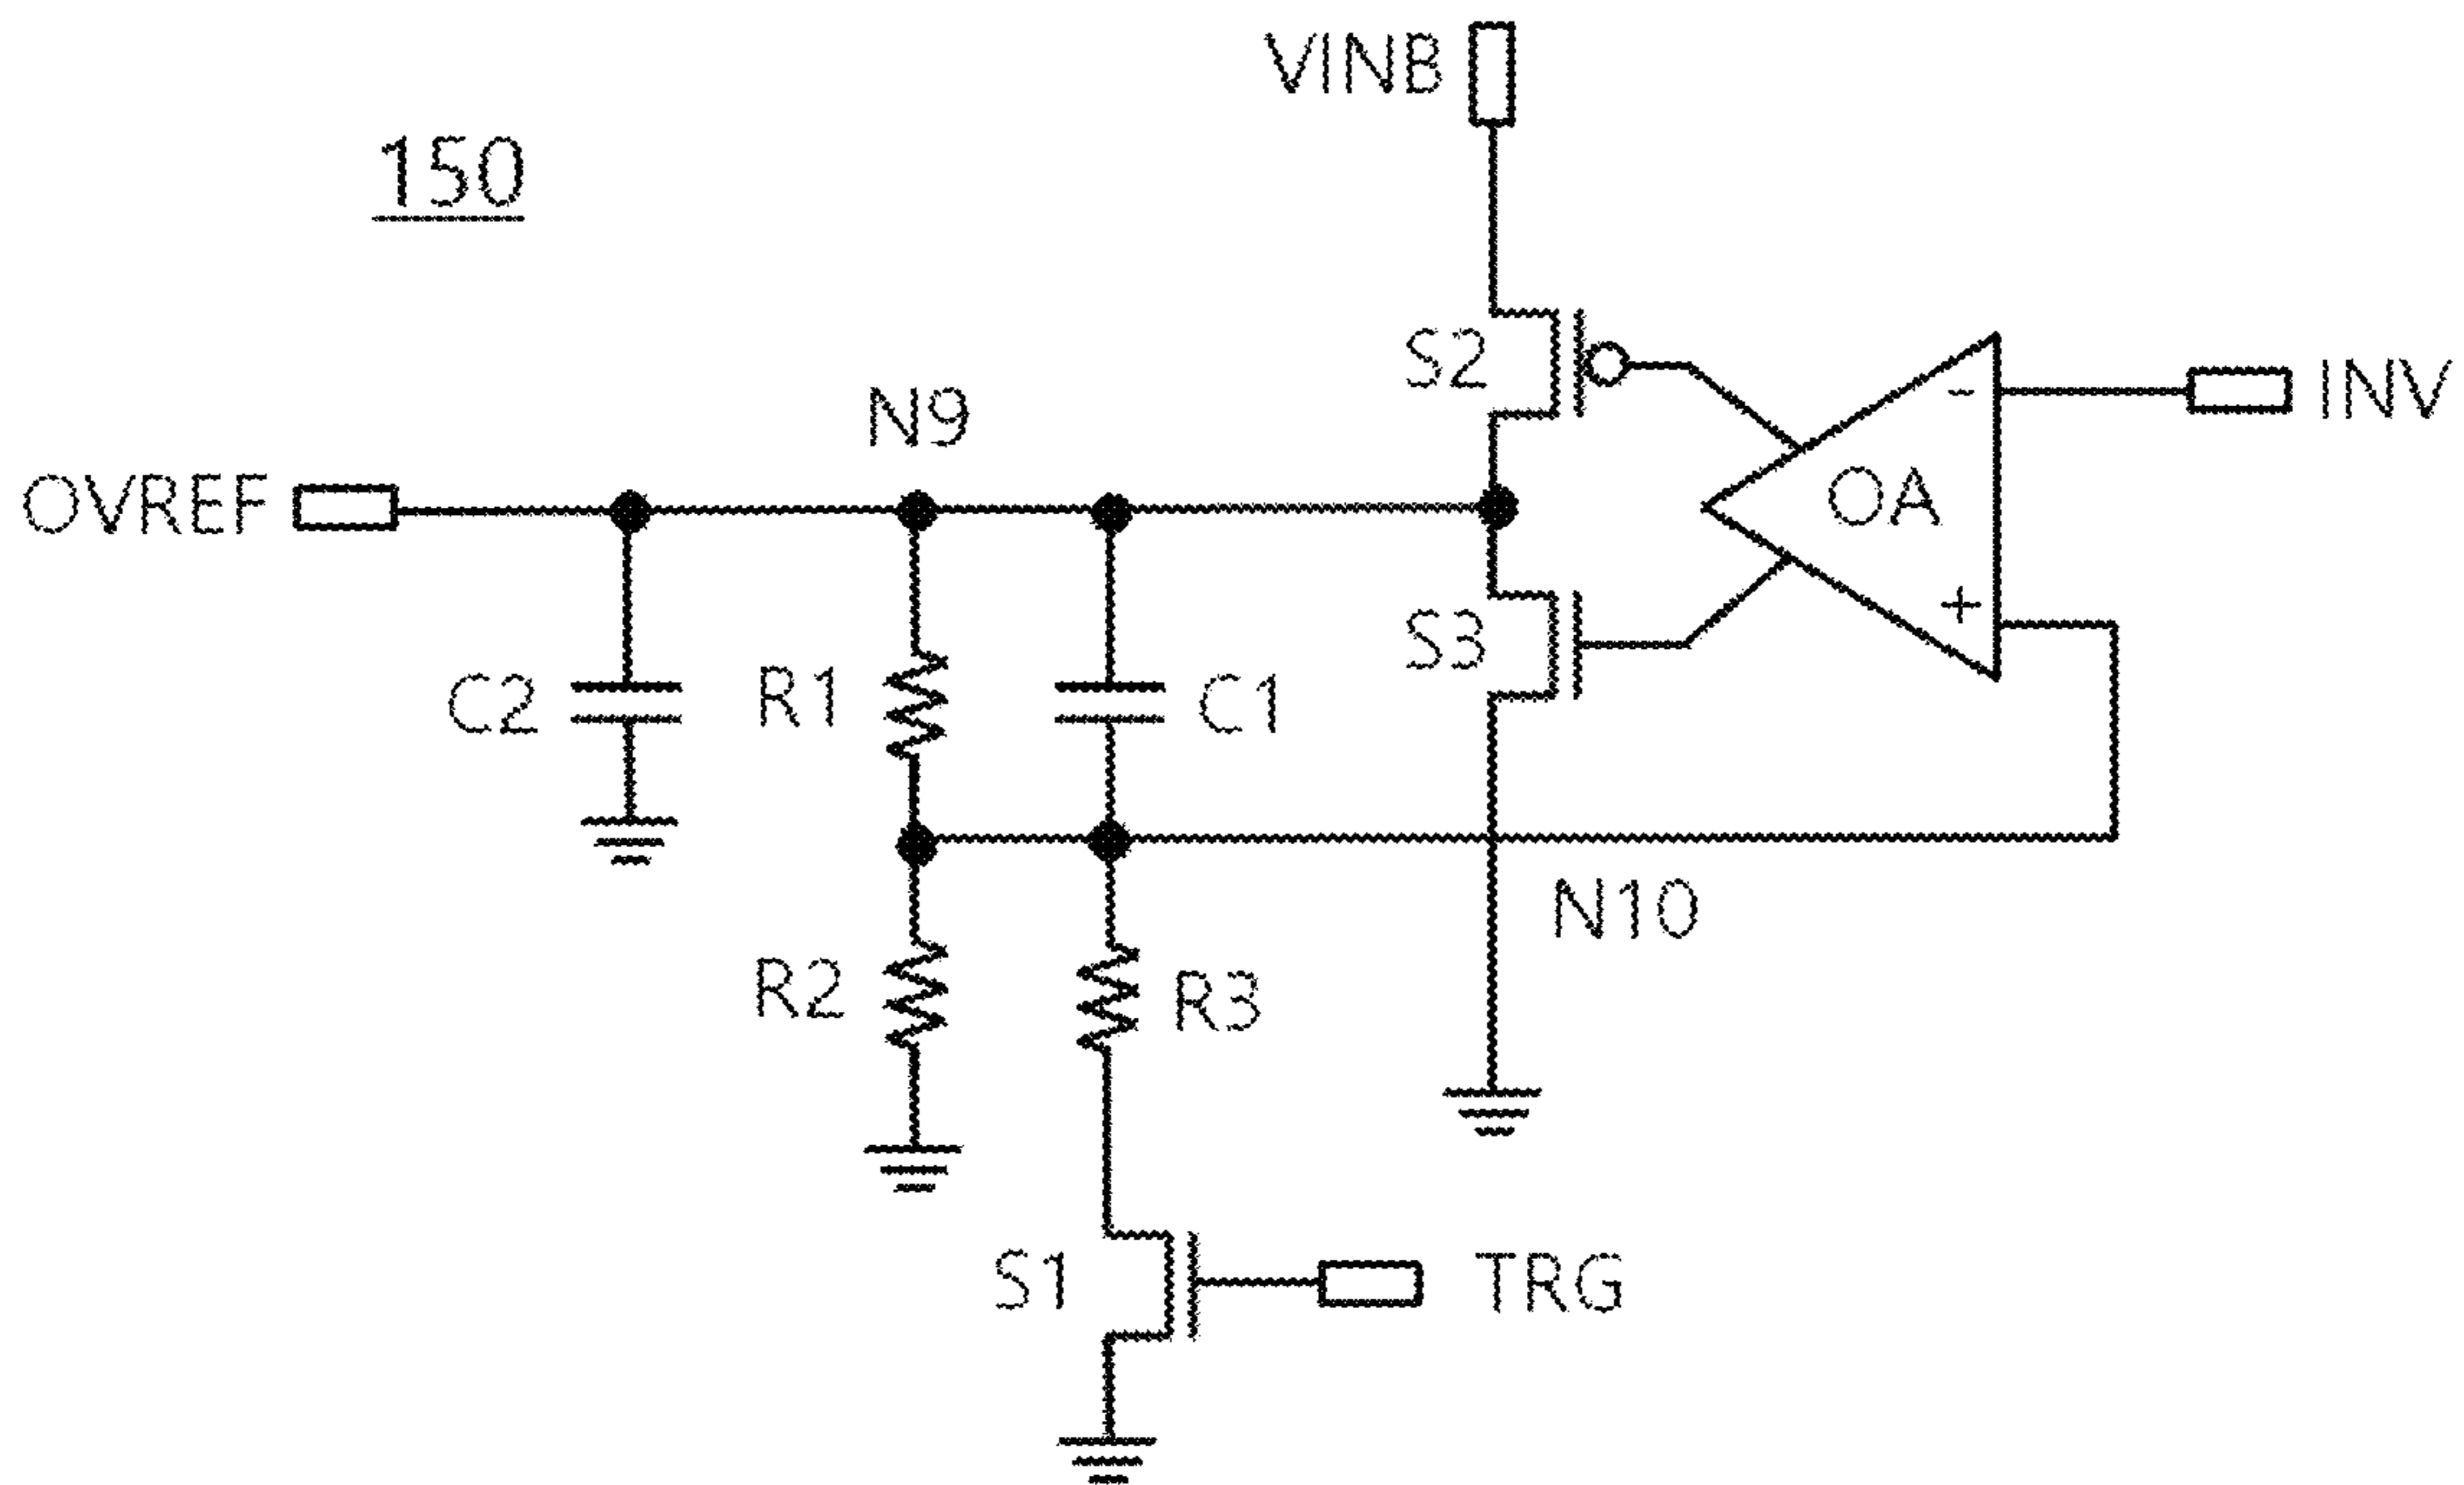 VINB
150
S2
INV
N9
OA
-
OVREF
+
S3
C2
R1
C1
N10
R2
R3
S1
TRG